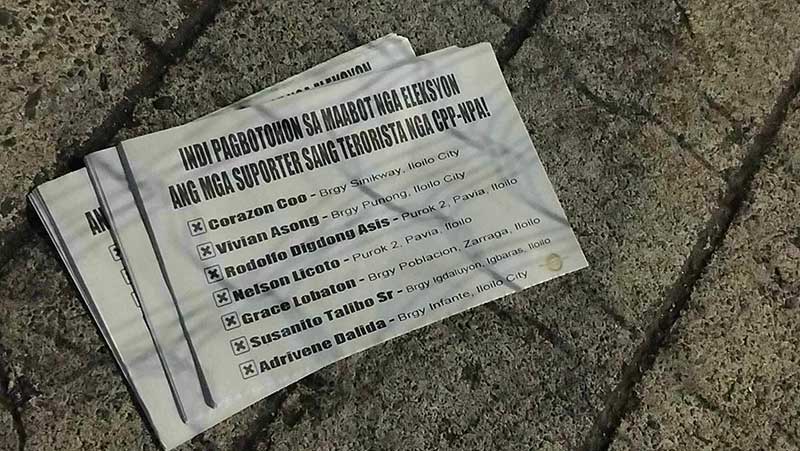 NGA ELEKSYON
INDI PAGBOTOHON SA MAABOT NGA ELEKSYON
ANG MGA SUPORTER SANG TERORISTA NGA CPP-NPA!
Corazon Coo - Brgy Sinikway, Iloilo City
Vivian Asong - Brgy Punong, Iloilo City
Rodolfo Digdong Asis - Purok 2, Pavia, Iloilo
Nelson Licoto - Purok 2, Pavia, Iloilo
Grace Lobaton - Brgy Poblacion, Zarraga, Iloilo
Susanito Talibo Sr - Brgy Igdaluyon, Igbaras, Iloilo
Adrivene Dalida - Brgy Infante, Iloilo City